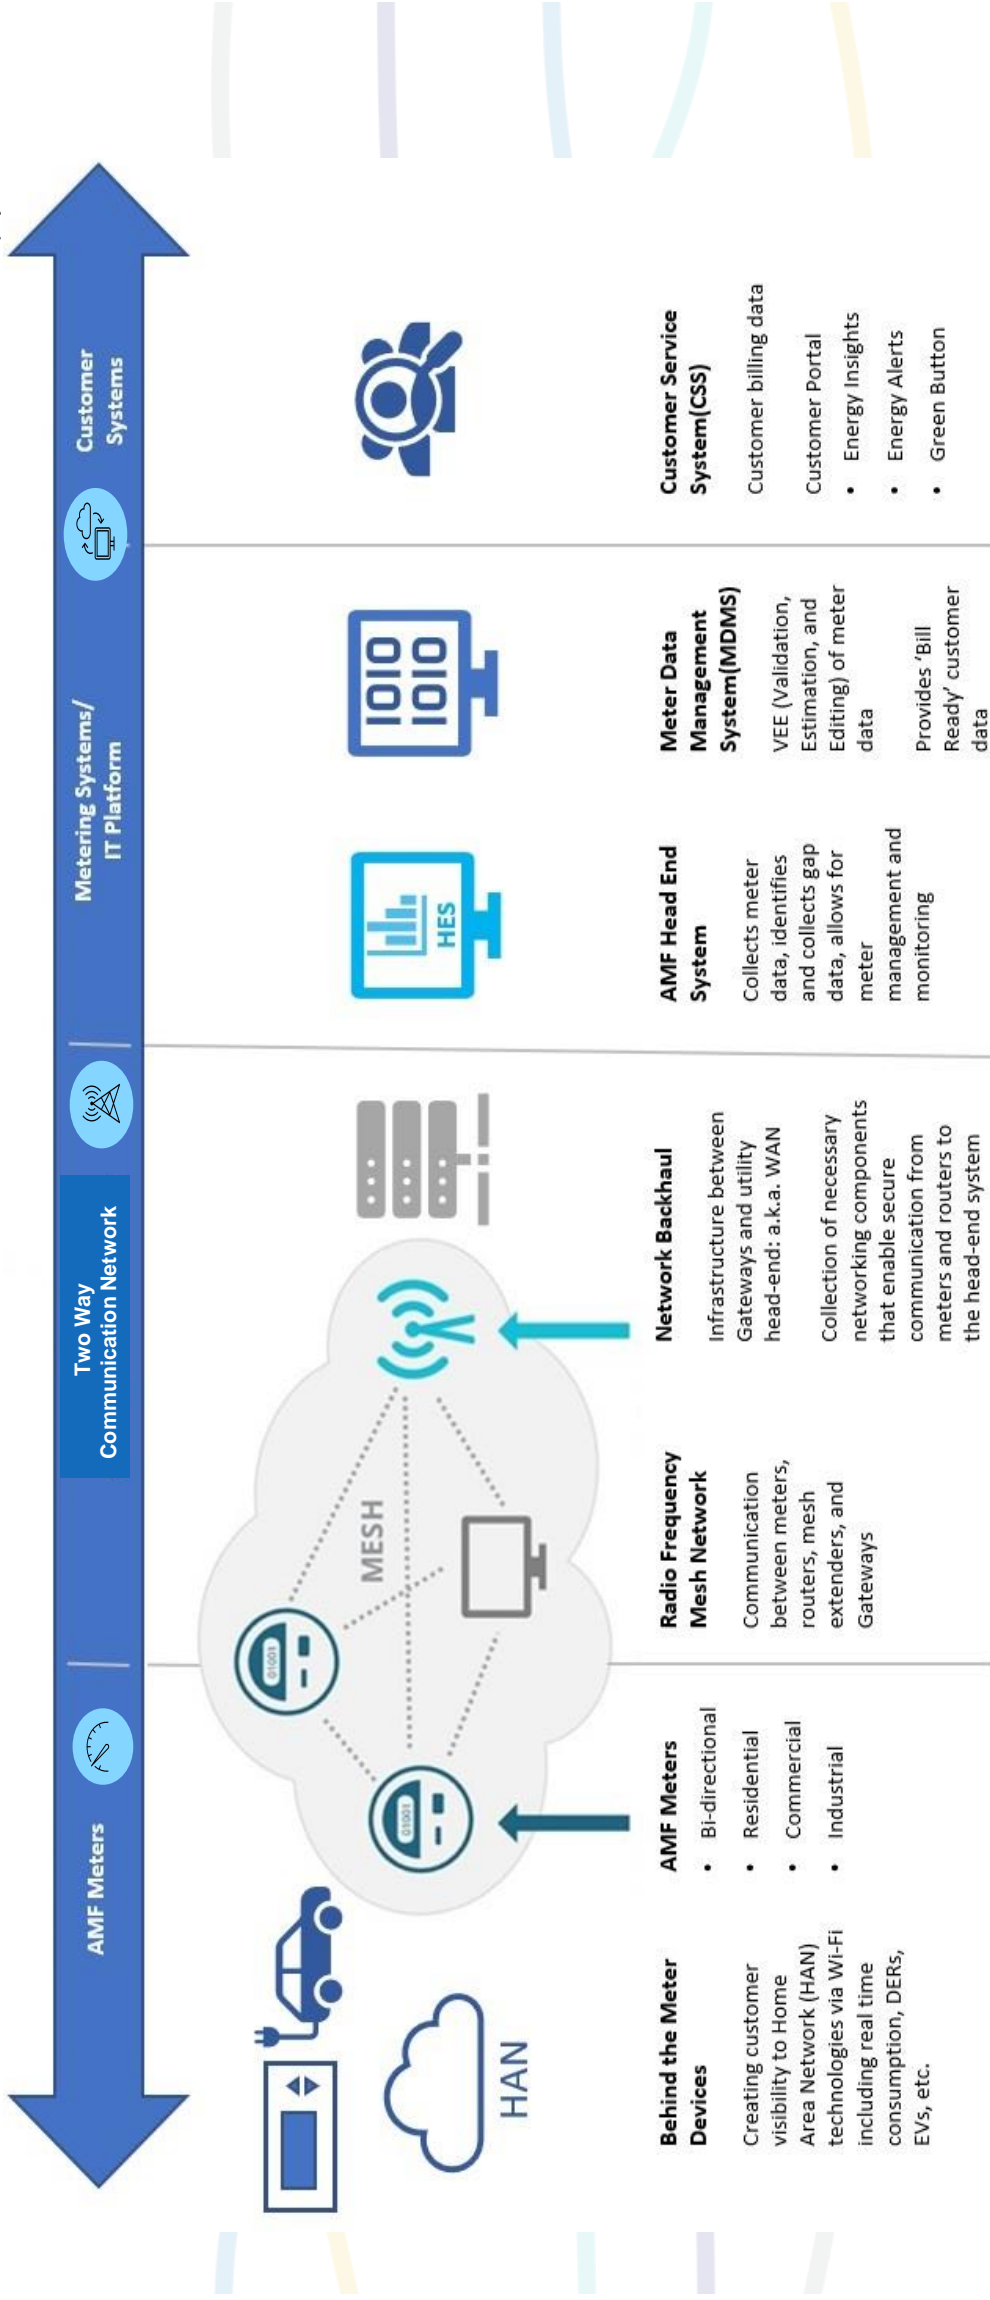 AMF Meters
Two Way
Communication Network
Metering Systems/
IT Platform
Customer
Systems
HAN
01001
01001
MESH
HES
1010
1010
Behind the Meter
Devices
Creating customer
visibility to Home
Area Network (HAN)
technologies via Wi-Fi
including real time
consumption, DERs,
EVs, etc.
AMF Meters
• Bi-directional
• Residential
• Commercial
• Industrial
Radio Frequency
Mesh Network
Communication
between meters,
routers, mesh
extenders, and
Gateways
Network Backhaul
Infrastructure between
Gateways and utility
head-end: a.k.a. WAN
Collection of necessary
networking components
that enable secure
communication from
meters and routers to
the head-end system
AMF Head End
System
Collects meter
data, identifies
and collects gap
data, allows for
meter
management and
monitoring
Meter Data
Management
System(MDMS)
VEE (Validation,
Estimation, and
Editing) of meter
data
Provides ‘Bill
Ready’ customer
data
Customer Service
System(CSS)
Customer billing data
Customer Portal
• Energy Insights
• Energy Alerts
• Green Button